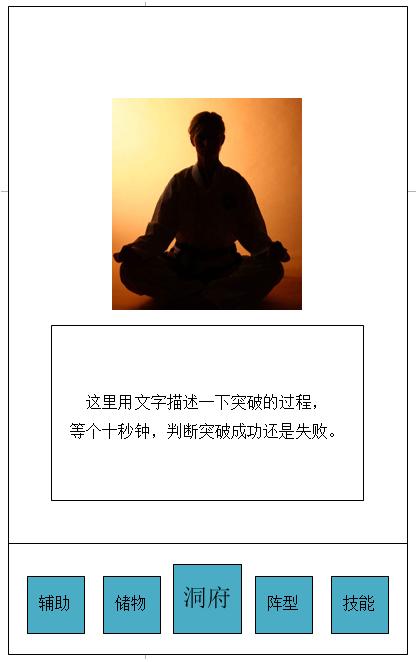 这里用文字描述一下突破的过程，
等个十秒钟，判断突破成功还是失败。
辅助 储物 洞府 阵型 技能